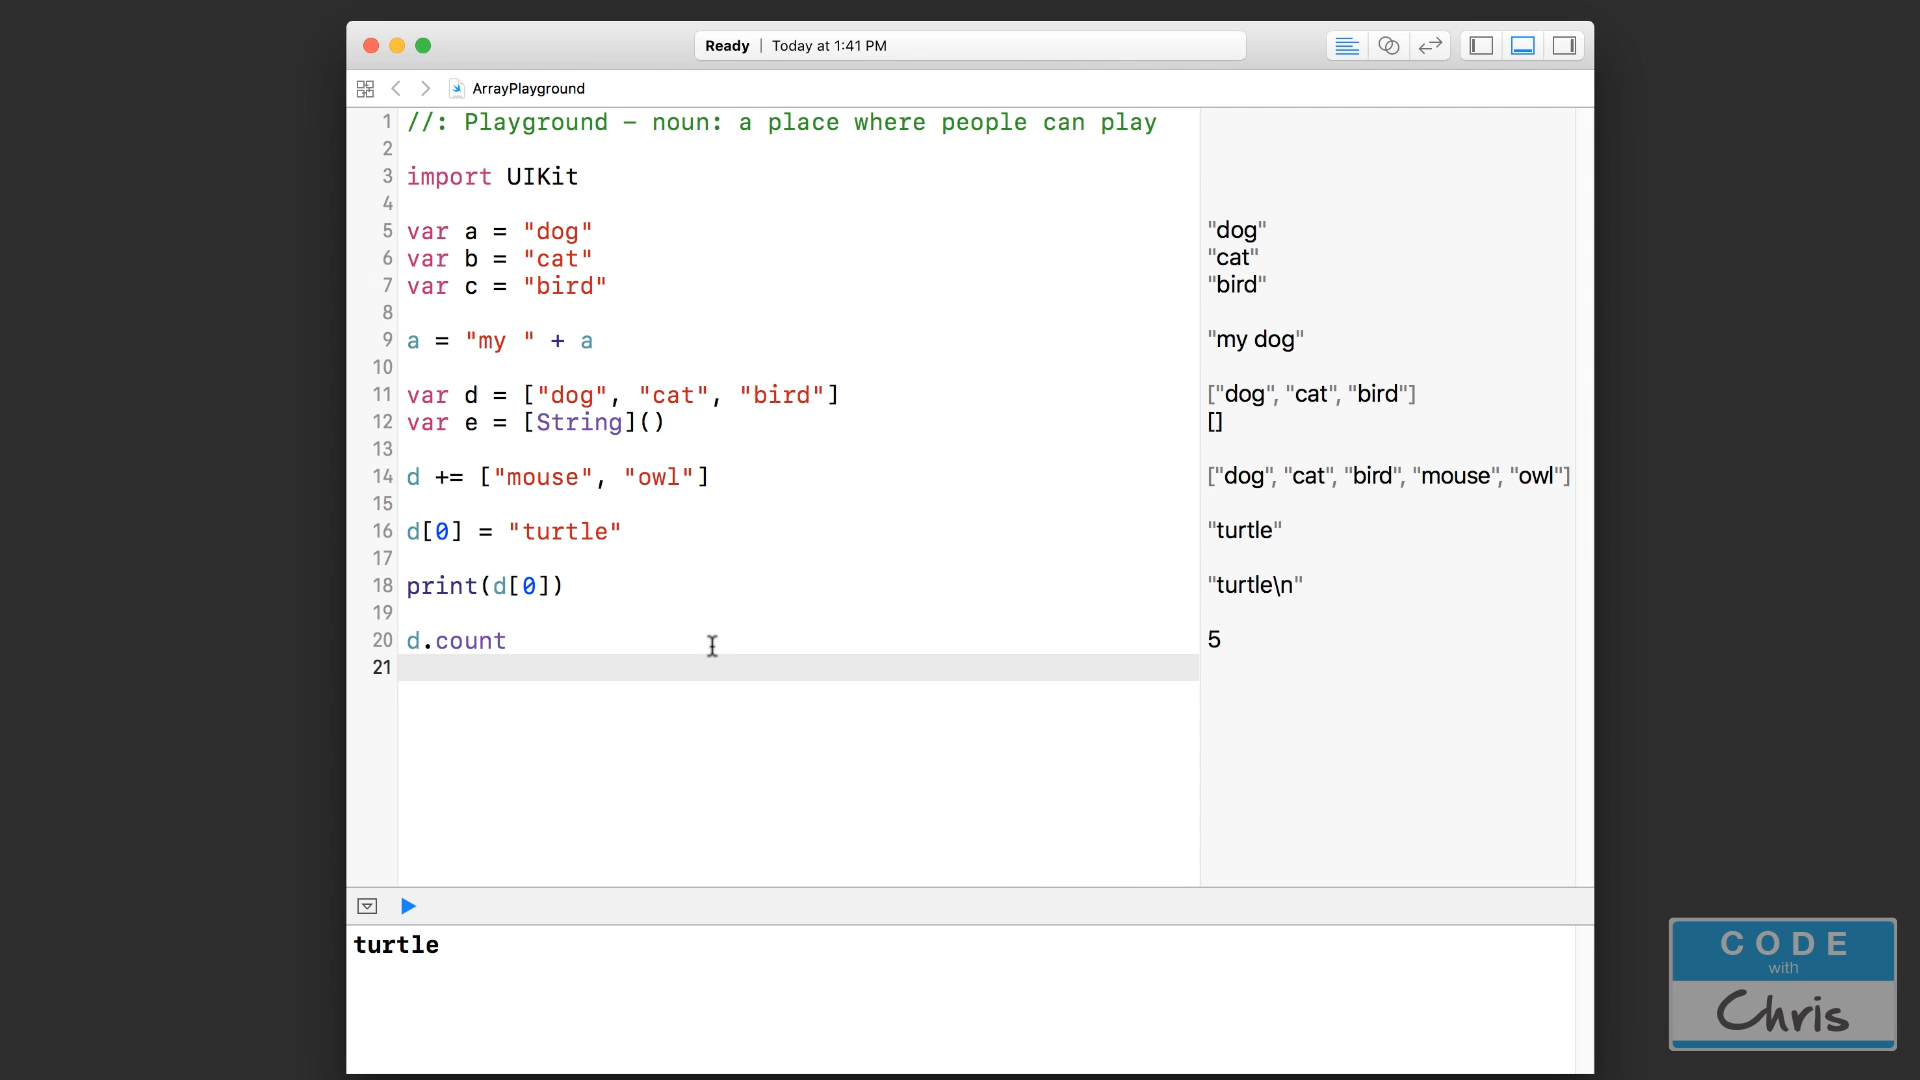 Ready | Today at 1:41 PM
ArrayPlayground
1 //: Playground – noun: a place where people can play
2
3 import UIKit
4
5 var a = "dog" "dog"
6 var b = "cat" "cat"
7 var c = "bird" "bird"
8
9 a = "my " + a "my dog"
10
11 var d = ["dog", "cat", "bird"] ["dog", "cat", "bird"]
12 var e = [String]() []
13
14 d += ["mouse", "owl"] ["dog", "cat", "bird", "mouse", "owl"]
15
16 d[0] = "turtle" "turtle"
17
18 print(d[0]) "turtle\n"
19
20 d.count 5
21
turtle
CODE
with
Chris